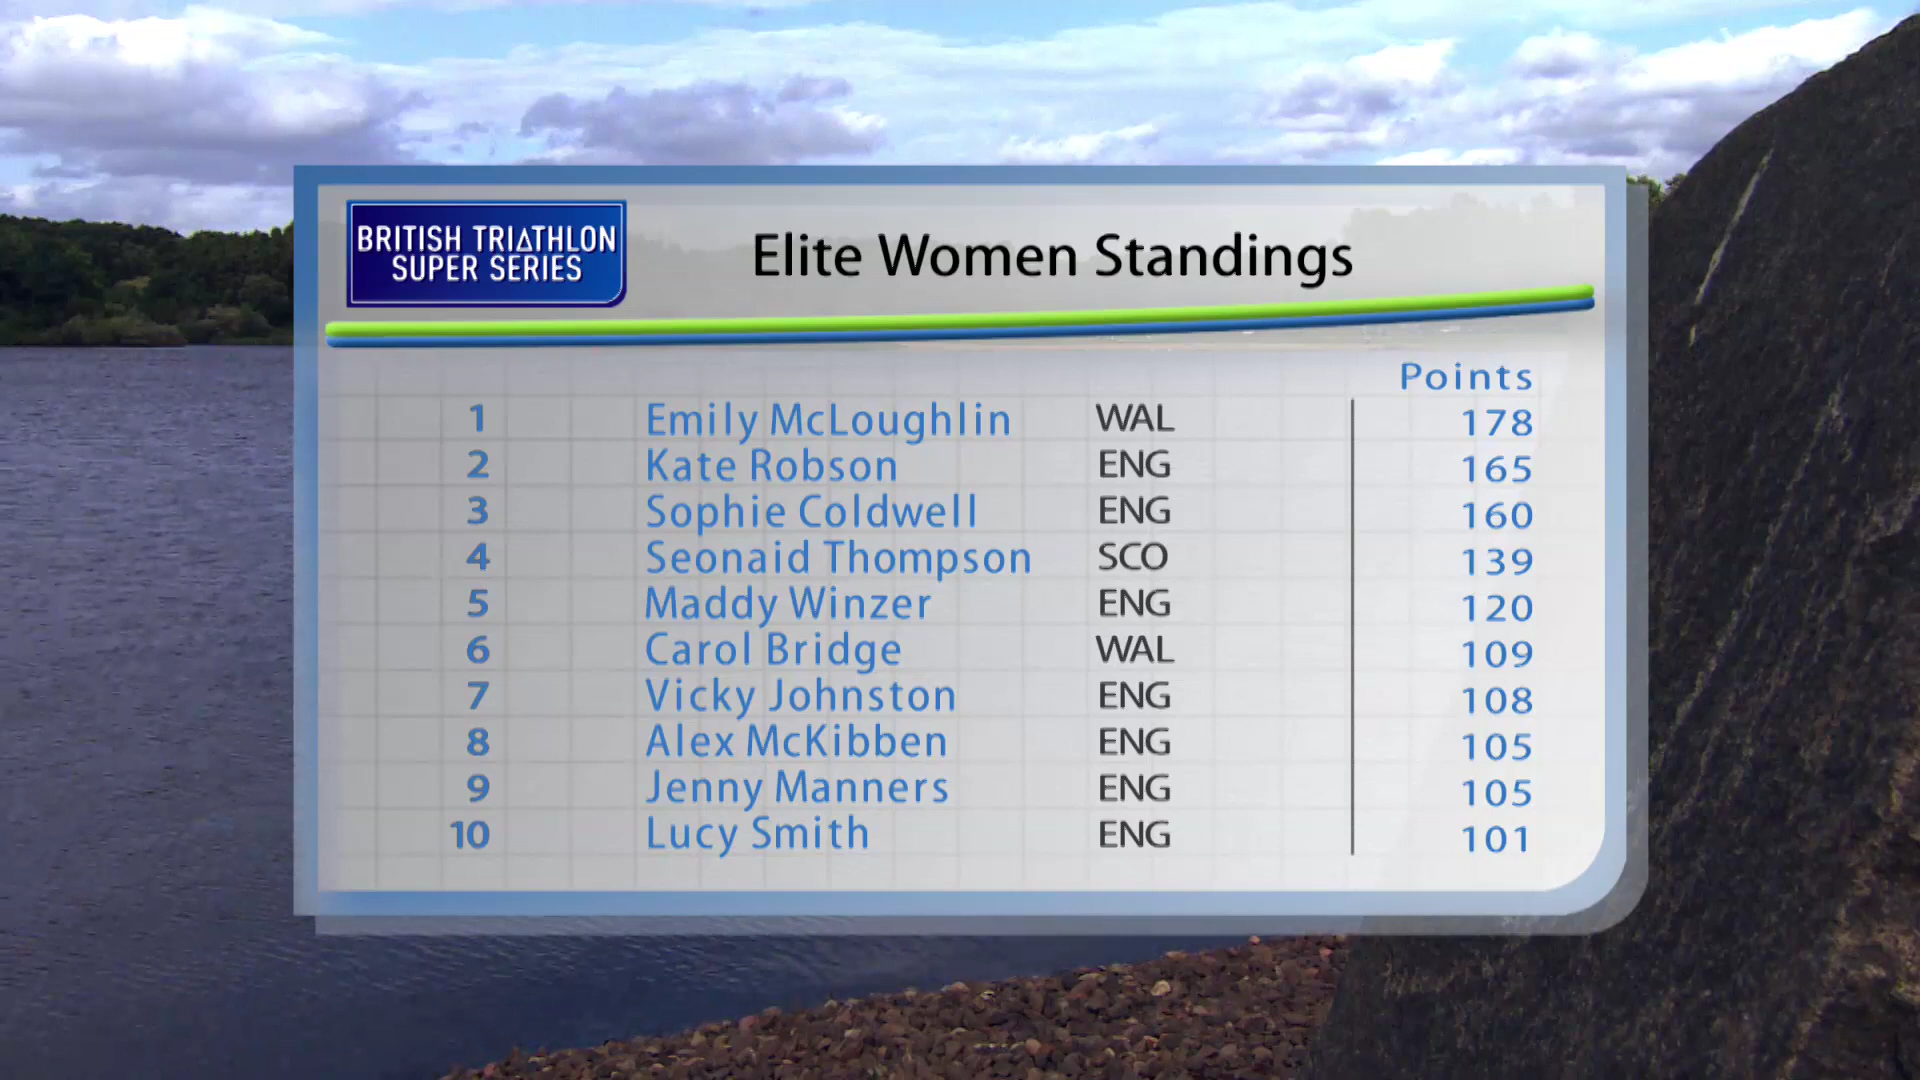 BRITISH TRIATHLON
SUPER SERIES
Elite Women Standings
Points
1 Emily McLoughlin WAL 178
2 Kate Robson ENG 165
3 Sophie Coldwell ENG 160
4 Seonaid Thompson SCO 139
5 Maddy Winzer ENG 120
6 Carol Bridge WAL 109
7 Vicky Johnston ENG 108
8 Alex McKibben ENG 105
9 Jenny Manners ENG 105
10 Lucy Smith ENG 101